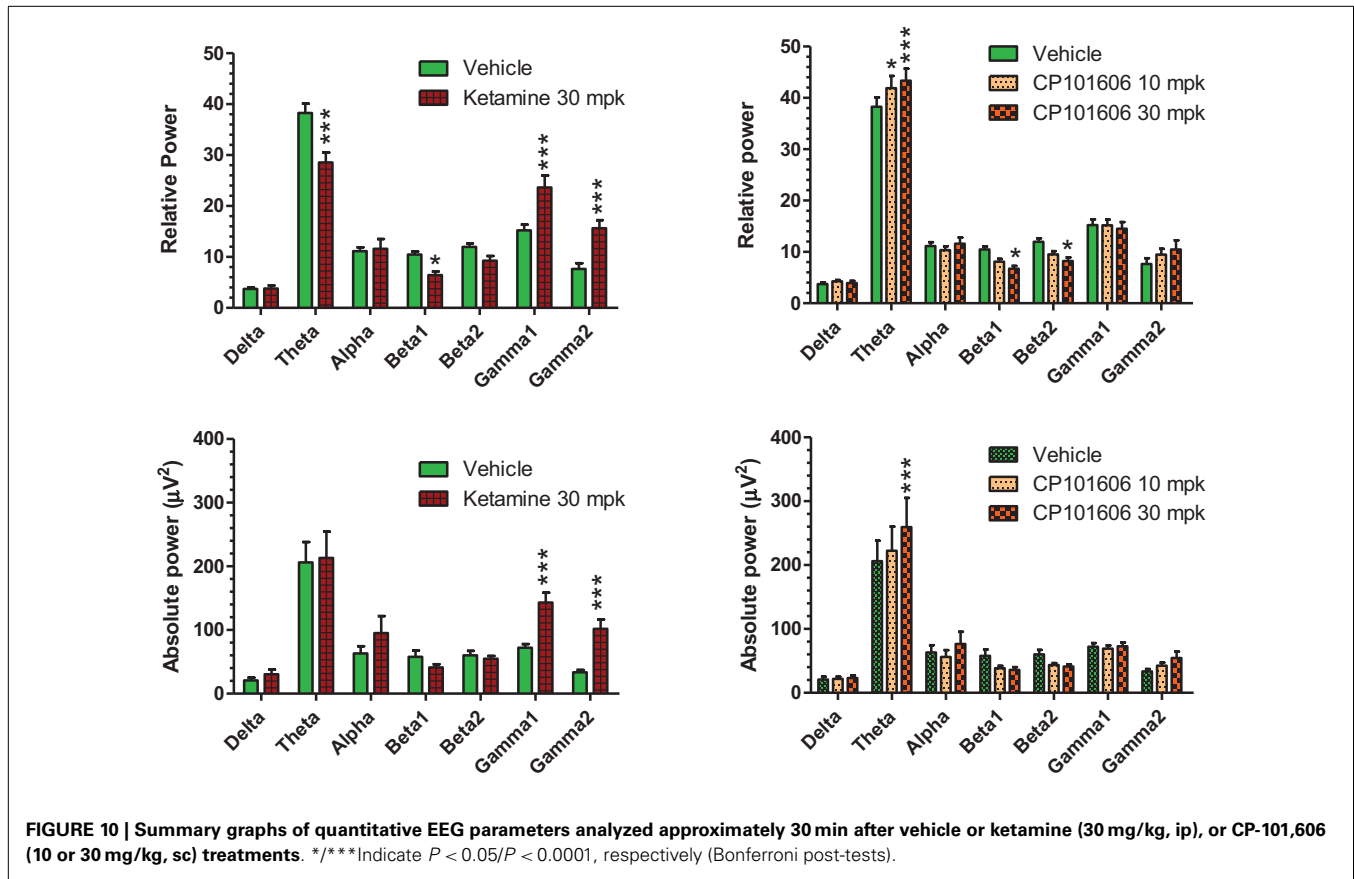 50
40
30
20
10
0
Relative Power
Vehicle
Ketamine 30 mpk
***
*
***
***
Delta
Theta
Alpha
Beta1
Beta2
Gamma1
Gamma2
50
40
30
20
10
0
Relative power
Vehicle
CP101606 10 mpk
CP101606 30 mpk
*
***
*
*
Delta
Theta
Alpha
Beta1
Beta2
Gamma1
Gamma2
400
300
200
100
0
Absolute power (µV²)
Vehicle
Ketamine 30 mpk
***
***
Delta
Theta
Alpha
Beta1
Beta2
Gamma1
Gamma2
400
300
200
100
0
Absolute power (µV²)
Vehicle
CP101606 10 mpk
CP101606 30 mpk
***
Delta
Theta
Alpha
Beta1
Beta2
Gamma1
Gamma2
FIGURE 10 | Summary graphs of quantitative EEG parameters analyzed approximately 30 min after vehicle or ketamine (30 mg/kg, ip), or CP-101,606
(10 or 30 mg/kg, sc) treatments. */***Indicate P < 0.05/P < 0.0001, respectively (Bonferroni post-tests).